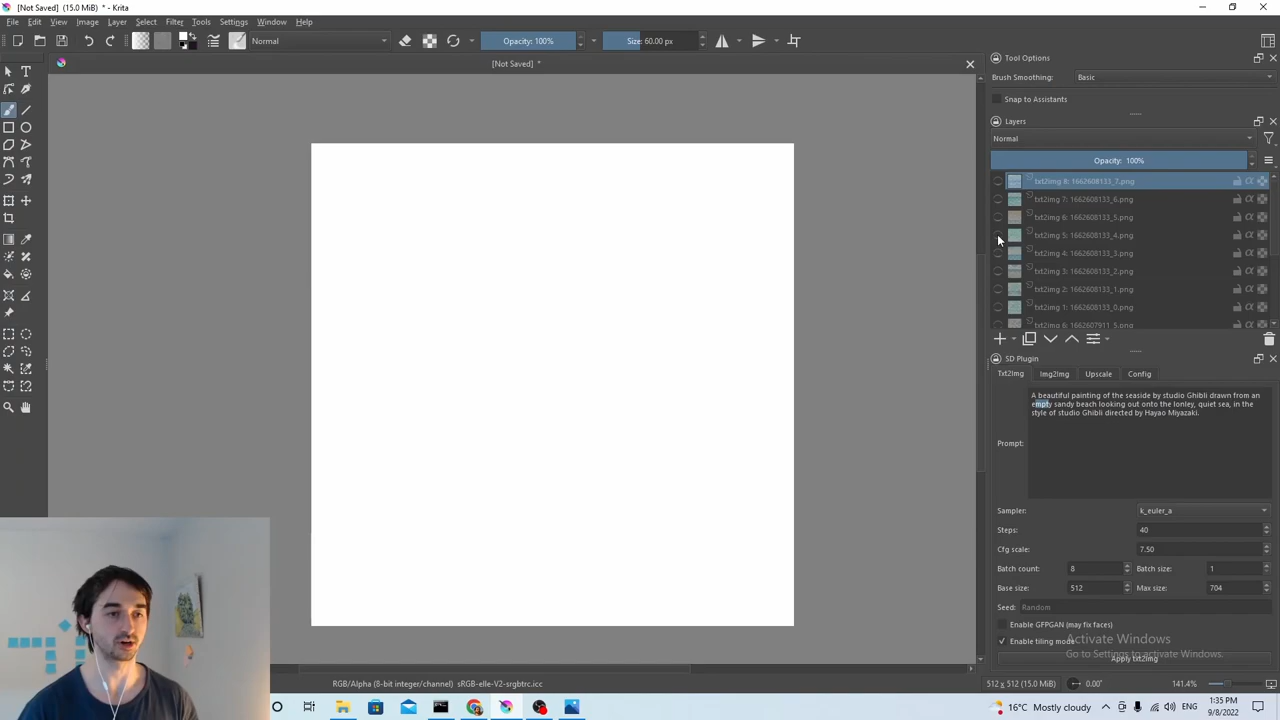 [Not Saved] (15.0 MiB) * - Krita
File Edit View Image Layer Select Filter Tools Settings Window Help
Normal Opacity: 100% Size: 60.00 px
[Not Saved] *
Tool Options
Brush Smoothing: Basic
Snap to Assistants
Layers
Normal
Opacity: 100%
txt2img 8: 1662608133_7.png
txt2img 7: 1662608133_6.png
txt2img 6: 1662608133_5.png
txt2img 5: 1662608133_4.png
txt2img 4: 1662608133_3.png
txt2img 3: 1662608133_2.png
txt2img 2: 1662608133_1.png
txt2img 1: 1662608133_0.png
txt2img 6: 1662607911_5.png
SD Plugin
Txt2Img Img2Img Upscale Config
Prompt:
A beautiful painting of the seaside by studio Ghibli drawn from an
empty sandy beach looking out onto the lonley, quiet sea, in the
style of studio Ghibli directed by Hayao Miyazaki.
Sampler: k_euler_a
Steps: 40
Cfg scale: 7.50
Batch count: 8 Batch size: 1
Base size: 512 Max size: 704
Seed: Random
Enable GFPGAN (may fix faces)
Enable tiling mode
Activate Windows
Go to Settings to activate Windows.
Apply txt2img
RGB/Alpha (8-bit integer/channel) sRGB-elle-V2-srgbtrc.icc
512 x 512 (15.0 MiB) 0.00° 141.4%
16°C Mostly cloudy ENG 1:35 PM
9/8/2022